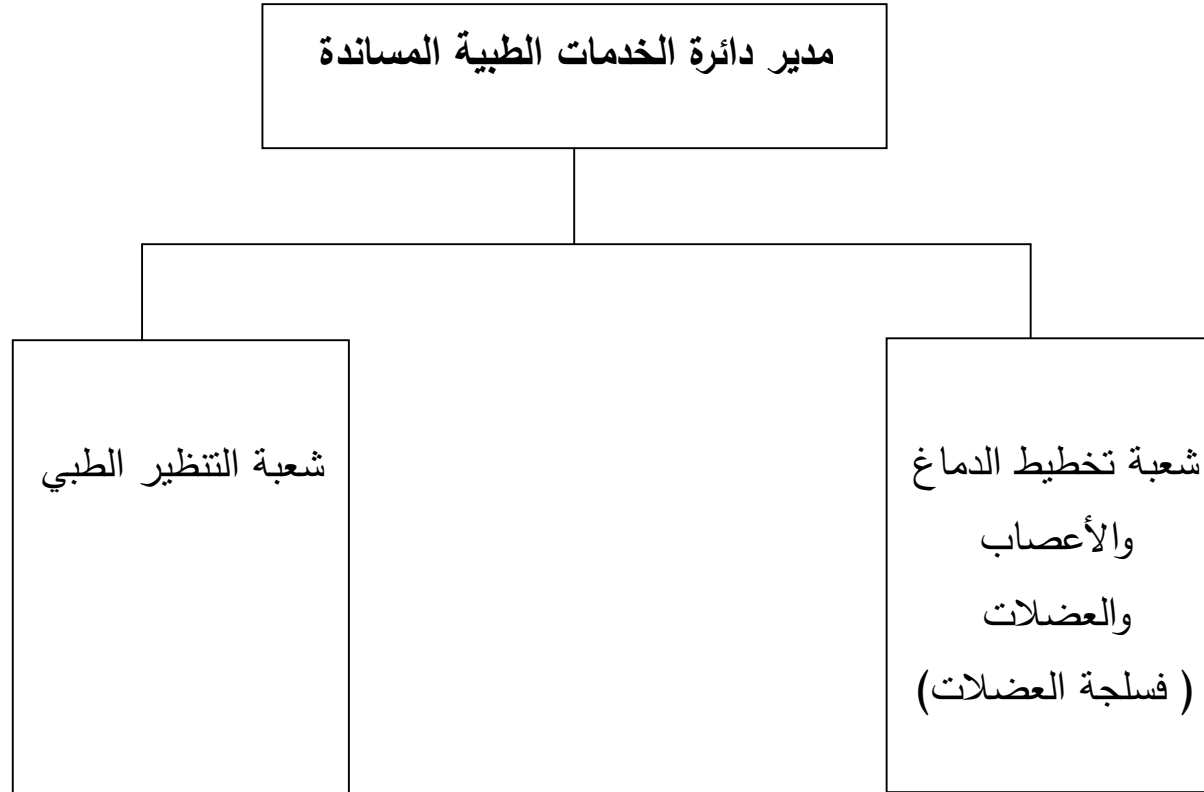 مدير دائرة الخدمات الطبية المساندة
شعبة تخطيط الدماغ
والأعصاب
والعضلات
( فسلجة العضلات)
شعبة التنظير الطبي